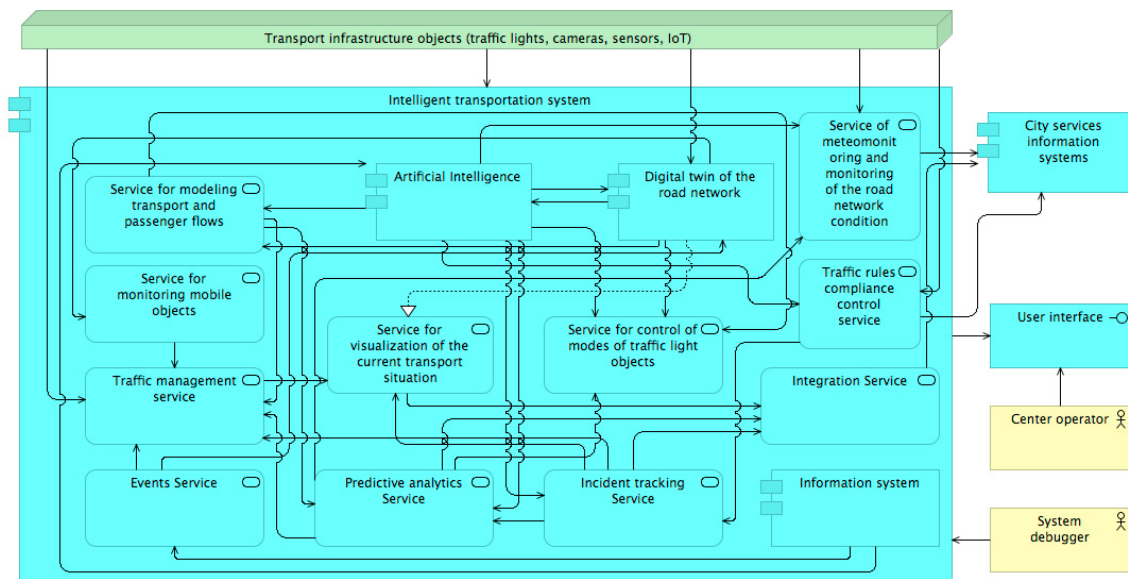 Transport infrastructure objects (traffic lights, cameras, sensors, IoT)
Intelligent transportation system
Service of
meteomonit
oring and
monitoring
of the road
network
condition
City services
information
systems
Artificial Intelligence
Digital twin of the
road network
Service for modeling
transport and
passenger flows
Service for
monitoring mobile
objects
Traffic rules
compliance
control
service
Service for
visualization of the
current transport
situation
Service for control of
modes of traffic light
objects
User interface
Traffic management
service
Integration Service
Center operator
Events Service
Predictive analytics
Service
Incident tracking
Service
Information system
System
debugger